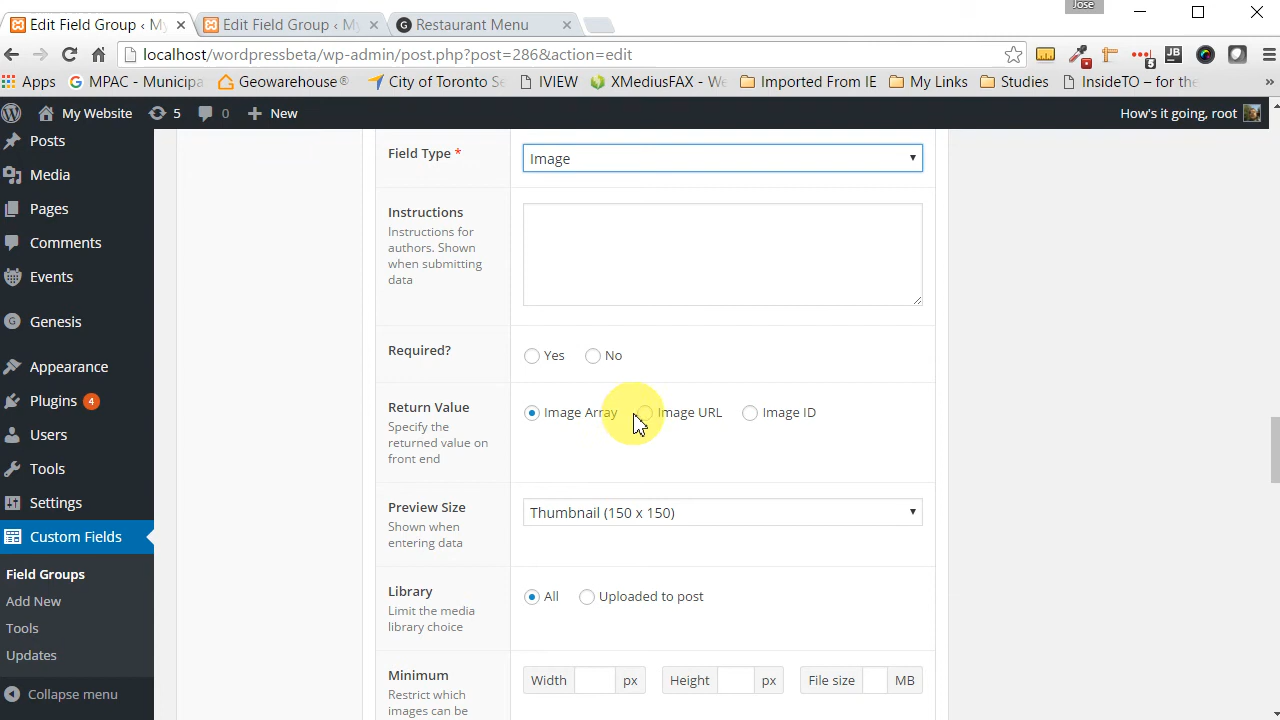 Jose
Edit Field Group ‹ My
Edit Field Group ‹ My
Restaurant Menu
localhost/wordpressbeta/wp-admin/post.php?post=286&action=edit
Apps
MPAC - Municipa
Geowarehouse®
City of Toronto Se
IVIEW
XMediusFAX - We
Imported From IE
My Links
Studies
InsideTO – for the
»
My Website
5
0
New
How's it going, root
Posts
Media
Pages
Comments
Events
Genesis
Appearance
Plugins 4
Users
Tools
Settings
Custom Fields
Field Groups
Add New
Tools
Updates
Collapse menu
Field Type *
Image
Instructions
Instructions for
authors. Shown
when submitting
data
Required?
Yes No
Return Value
Specify the
returned value on
front end
Image Array Image URL Image ID
Preview Size
Shown when
entering data
Thumbnail (150 x 150)
Library
Limit the media
library choice
All Uploaded to post
Minimum
Restrict which
images can be
Width px Height px File size MB